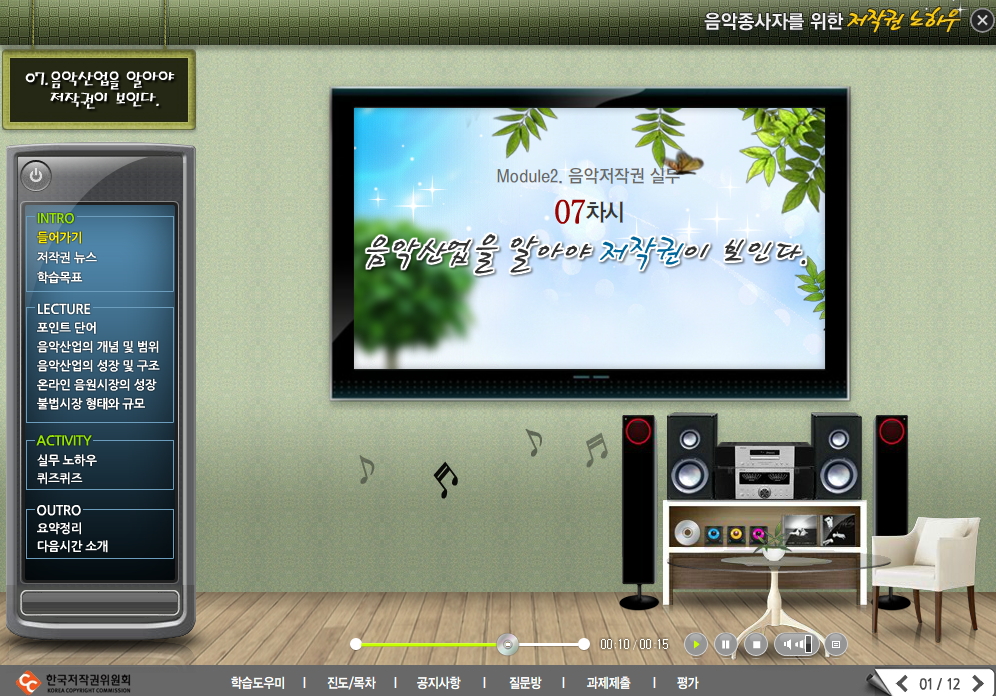 음악종사자를 위한 저작권 노하우
07.음악산업을 알아야
저작권이 보인다.
INTRO
들어가기
저작권 뉴스
학습목표
LECTURE
포인트 단어
음악산업의 개념 및 범위
음악산업의 성장 및 구조
온라인 음원시장의 성장
불법시장 형태와 규모
ACTIVITY
실무 노하우
퀴즈퀴즈
OUTRO
요약정리
다음시간 소개
Module2. 음악저작권 실무
07차시
음악산업을 알아야 저작권이 보인다.
00:10/00:15
한국저작권위원회
KOREA COPYRIGHT COMMISSION
학습도우미 | 진도/목차 | 공지사항 | 질문방 | 과제제출 | 평가
01 / 12